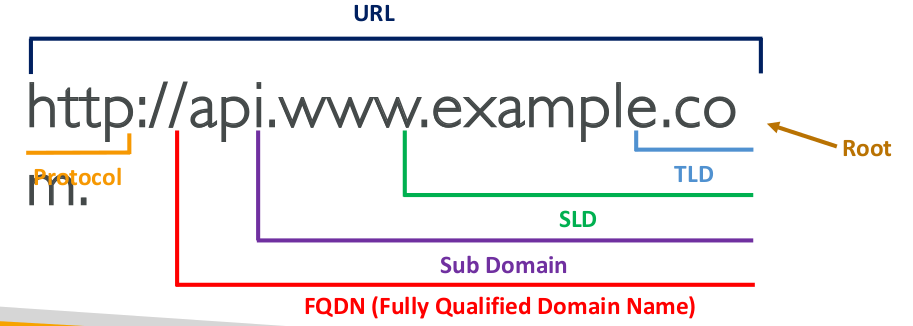 URL
http://api.www.example.co
m.
Protocol
Root
TLD
SLD
Sub Domain
FQDN (Fully Qualified Domain Name)